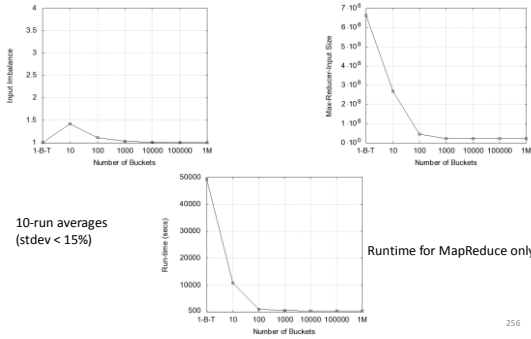 4
3.5
3
2.5
2
1.5
1
Input Imbalance
1-B-T 10 100 1000 10000 100000 1M
Number of Buckets
7·10⁸
6·10⁸
5·10⁸
4·10⁸
3·10⁸
2·10⁸
1·10⁸
0·10⁰
Max-Reducer-Input Size
1-B-T 10 100 1000 10000 100000 1M
Number of Buckets
10-run averages
(stdev < 15%)
50000
40000
30000
20000
10000
500
Run-time (secs)
1-B-T 10 100 1000 10000 100000 1M
Number of Buckets
Runtime for MapReduce only
256